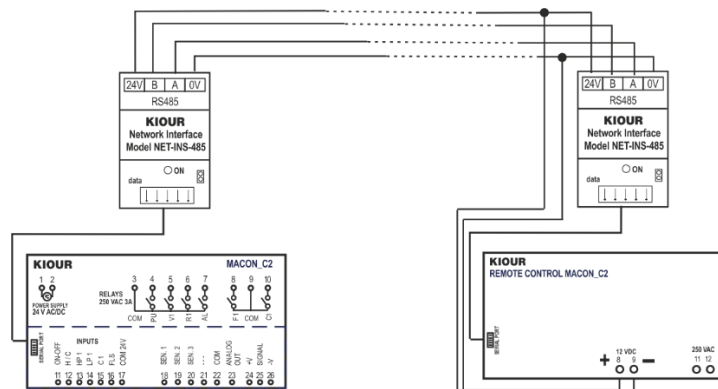 24V B A 0V
RS485
KIOUR
Network Interface
Model NET-INS-485
ON
data
24V B A 0V
RS485
KIOUR
Network Interface
Model NET-INS-485
ON
data
KIOUR MACON_C2
1 2
POWER SUPPLY
24 V AC/DC
RELAYS
250 VAC 3A
3 4 5 6 7 8 9 10
COM PU V1 R1 AL F1 COM C1
SERIAL PORT
INPUTS
ON-OFF H / C HP 1 LP 1 C 1 FLS COM 24V SEN. 1 SEN. 2 SEN. 3 - - - COM ANALOG OUT +V SIGNAL -V
11 12 13 14 15 16 17 18 19 20 21 22 23 24 25 26
KIOUR
REMOTE CONTROL MACON_C2
SERIAL PORT
12 VDC
+ 8 9 −
250 VAC
11 12